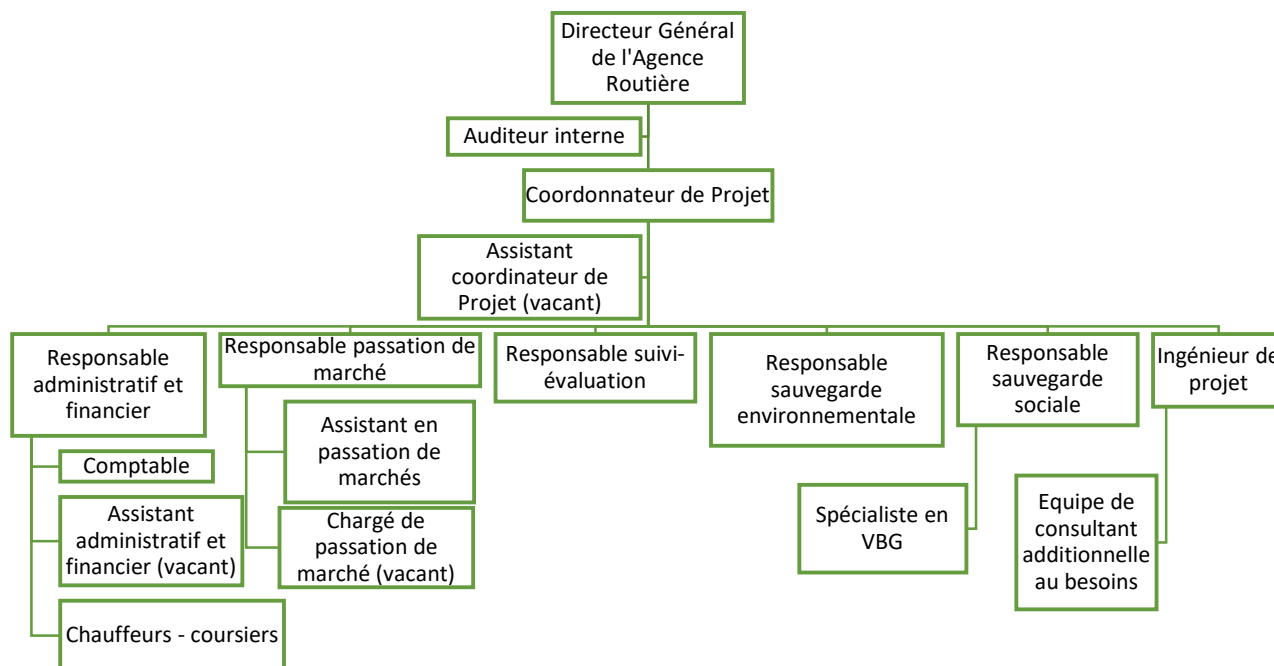 Directeur Général
de l'Agence
Routière
Auditeur interne
Coordonnateur de Projet
Assistant
coordinateur de
Projet (vacant)
Responsable
administratif et
financier
Responsable passation de
marché
Responsable suivi-
évaluation
Responsable
sauvegarde
environnementale
Responsable
sauvegarde
sociale
Ingénieur de
projet
Comptable
Assistant
administratif et
financier (vacant)
Chauffeurs - coursiers
Assistant en
passation de
marchés
Chargé de
passation de
marché (vacant)
Spécialiste en
VBG
Equipe de
consultant
additionnelle
au besoins